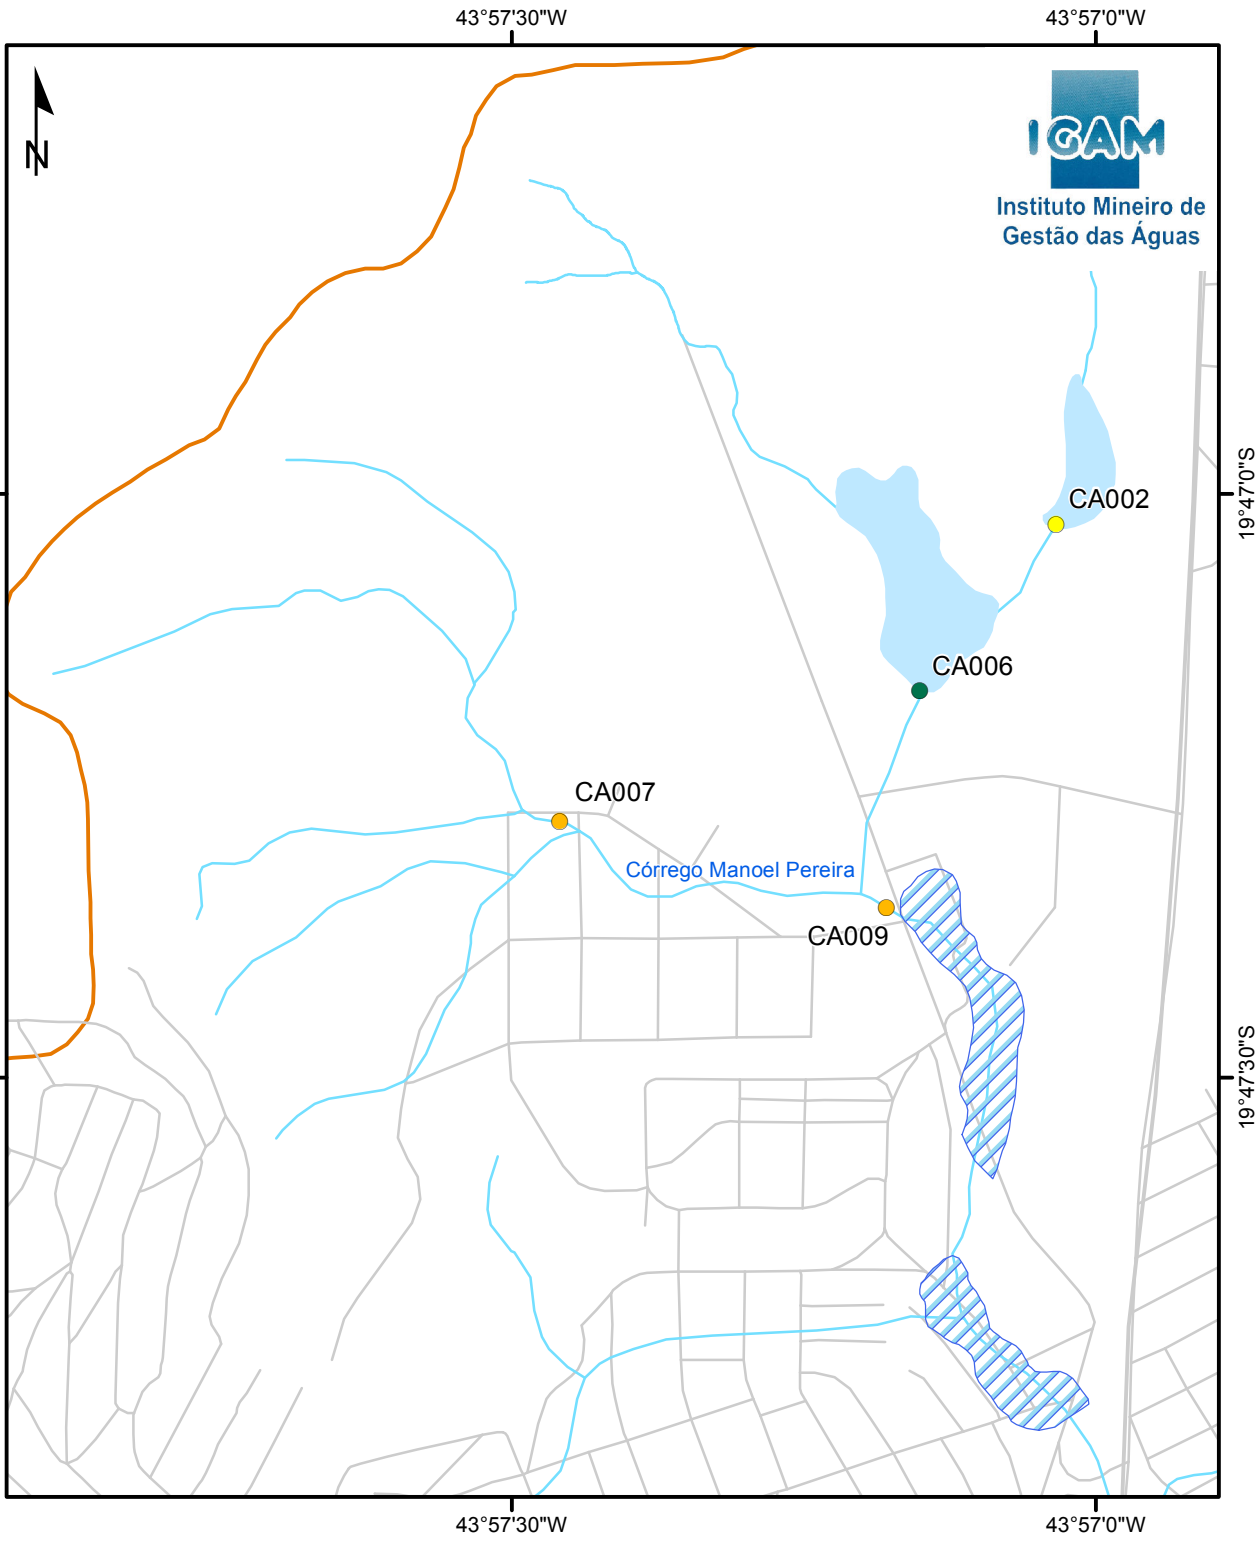 43°57'30"W
43°57'0"W
N
IGAM
Instituto Mineiro de
Gestão das Águas
19°47'0"S
CA002
CA006
CA007
Córrego Manoel Pereira
CA009
19°47'30"S
43°57'30"W
43°57'0"W